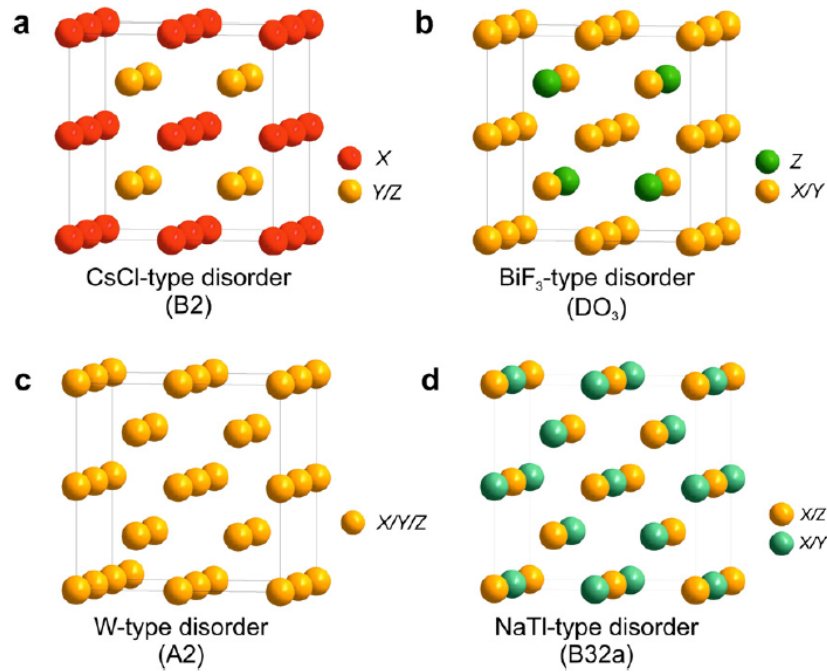 a
X
Y/Z
CsCl-type disorder
(B2)
b
Z
X/Y
BiF₃-type disorder
(DO₃)
c
X/Y/Z
W-type disorder
(A2)
d
X/Z
X/Y
NaTl-type disorder
(B32a)